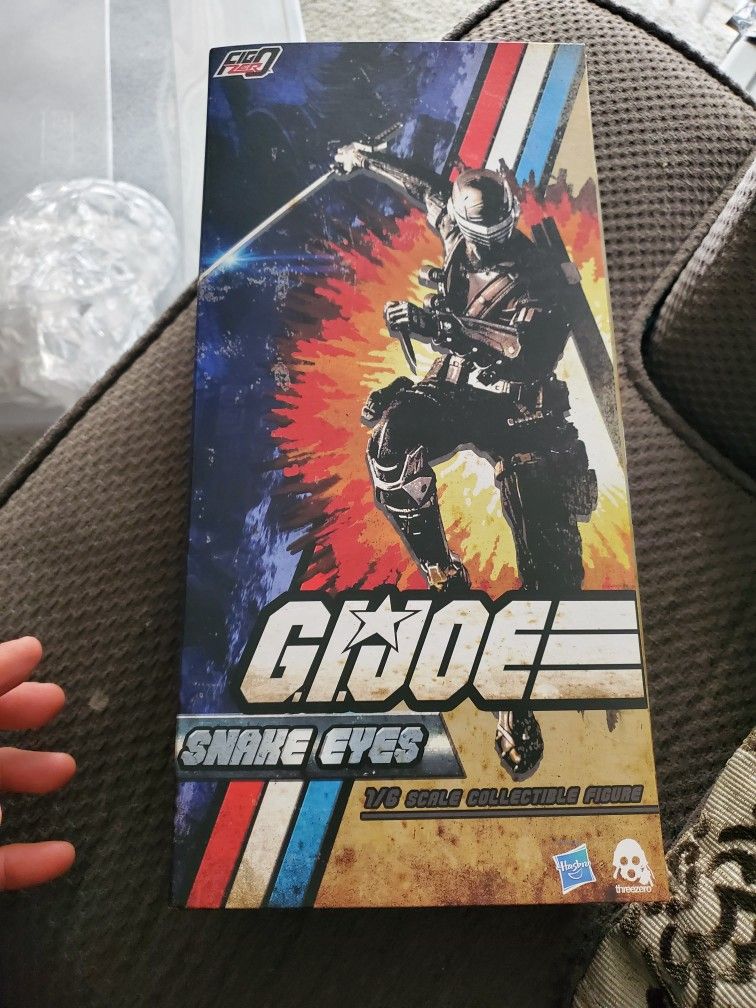 FIGZERO
G.I.JOE
SNAKE EYES
1/6 SCALE COLLECTIBLE FIGURE
Hasbro
threezero